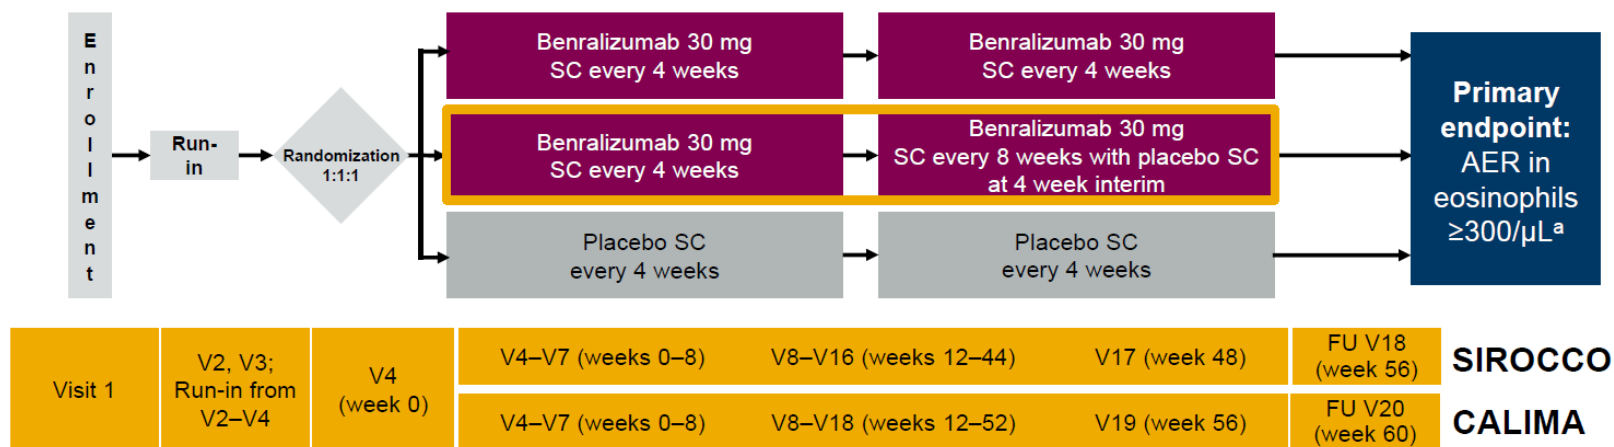 Enrollment
Run-
in
Randomization
1:1:1
Benralizumab 30 mg
SC every 4 weeks
Benralizumab 30 mg
SC every 4 weeks
Benralizumab 30 mg
SC every 4 weeks
Benralizumab 30 mg
SC every 8 weeks with placebo SC
at 4 week interim
Placebo SC
every 4 weeks
Placebo SC
every 4 weeks
Primary
endpoint:
AER in
eosinophils
≥300/µLᵃ
Visit 1
V2, V3;
Run-in from
V2–V4
V4
(week 0)
V4–V7 (weeks 0–8)
V8–V16 (weeks 12–44)
V17 (week 48)
FU V18
(week 56)
SIROCCO
V4–V7 (weeks 0–8)
V8–V18 (weeks 12–52)
V19 (week 56)
FU V20
(week 60)
CALIMA